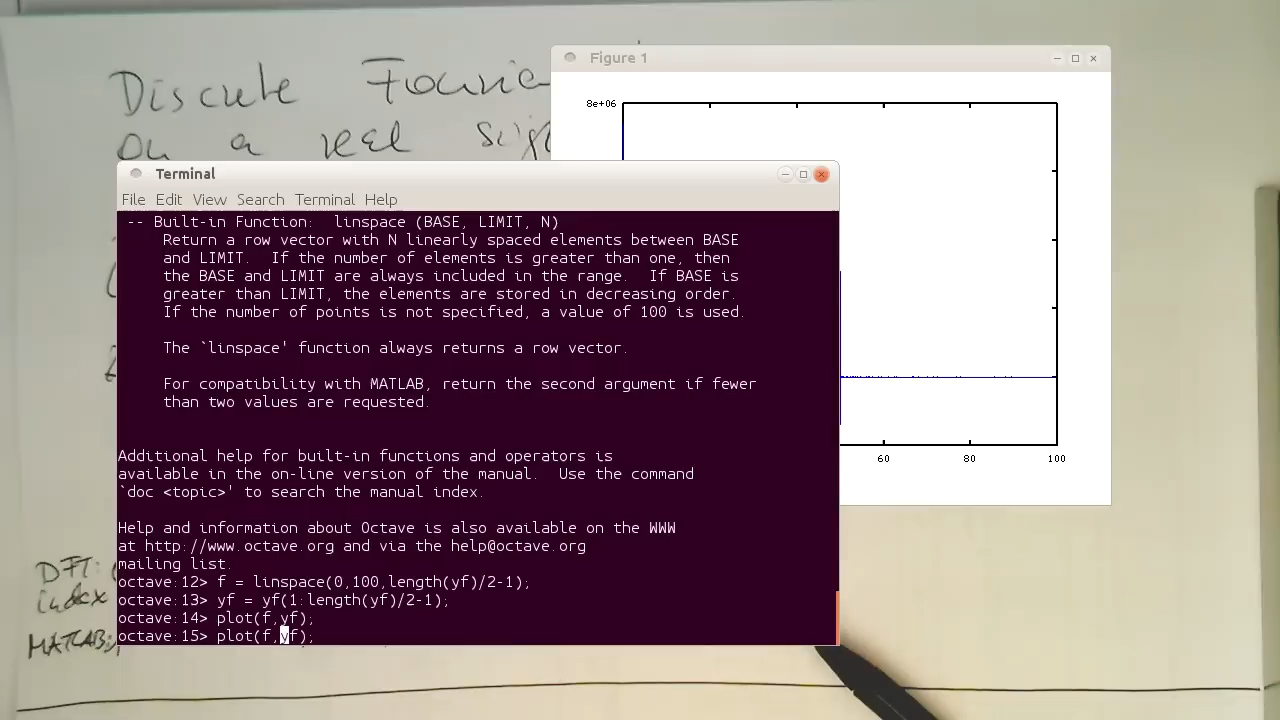 Discrete Fourie
on a real sig
Figure 1
8e+06
60 80 100
Terminal
File Edit View Search Terminal Help
-- Built-in Function: linspace (BASE, LIMIT, N)
Return a row vector with N linearly spaced elements between BASE
and LIMIT. If the number of elements is greater than one, then
the BASE and LIMIT are always included in the range. If BASE is
greater than LIMIT, the elements are stored in decreasing order.
If the number of points is not specified, a value of 100 is used.
The `linspace' function always returns a row vector.
For compatibility with MATLAB, return the second argument if fewer
than two values are requested.
Additional help for built-in functions and operators is
available in the on-line version of the manual. Use the command
`doc <topic>' to search the manual index.
Help and information about Octave is also available on the WWW
at http://www.octave.org and via the help@octave.org
mailing list.
octave:12> f = linspace(0,100,length(yf)/2-1);
octave:13> yf = yf(1:length(yf)/2-1);
octave:14> plot(f,yf);
octave:15> plot(f,yf);
DFT:
index
MATLAB: